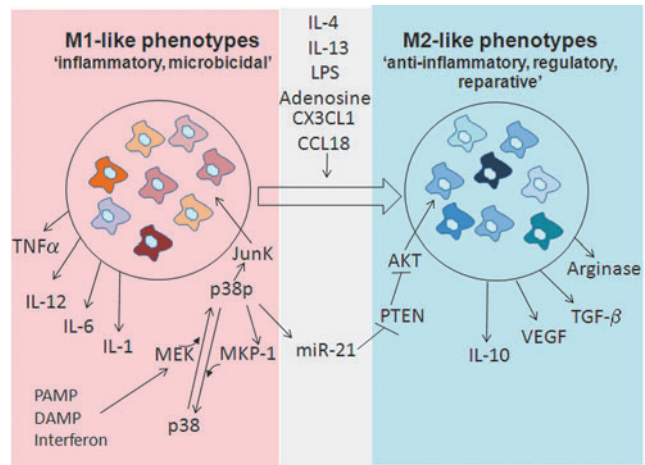 M1-like phenotypes
‘inflammatory, microbicidal’
IL-4
IL-13
LPS
Adenosine
CX3CL1
CCL18
M2-like phenotypes
‘anti-inflammatory, regulatory,
reparative’
TNFα
IL-12
IL-6
IL-1
JunK
p38p
MEK
MKP-1
p38
PAMP
DAMP
Interferon
miR-21
AKT
PTEN
IL-10
VEGF
TGF-β
Arginase